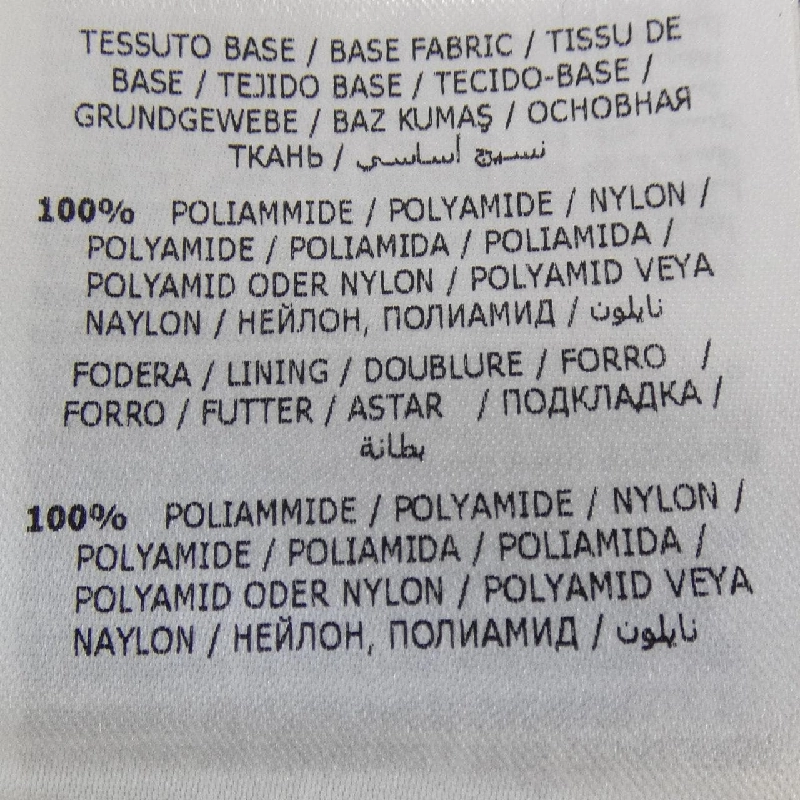 TESSUTO BASE / BASE FABRIC / TISSU DE
BASE / TEJIDO BASE / TECIDO-BASE /
GRUNDGEWEBE / BAZ KUMAŞ / ОСНОВНАЯ
ТКАНЬ / نسيج أساسي
100% POLIAMMIDE / POLYAMIDE / NYLON /
POLYAMIDE / POLIAMIDA / POLIAMIDA /
POLYAMID ODER NYLON / POLYAMID VEYA
NAYLON / НЕЙЛОН, ПОЛИАМИД / نايلون
FODERA / LINING / DOUBLURE / FORRO /
FORRO / FUTTER / ASTAR / ПОДКЛАДКА /
بطانة
100% POLIAMMIDE / POLYAMIDE / NYLON /
POLYAMIDE / POLIAMIDA / POLIAMIDA /
POLYAMID ODER NYLON / POLYAMID VEYA
NAYLON / НЕЙЛОН, ПОЛИАМИД / نايلون